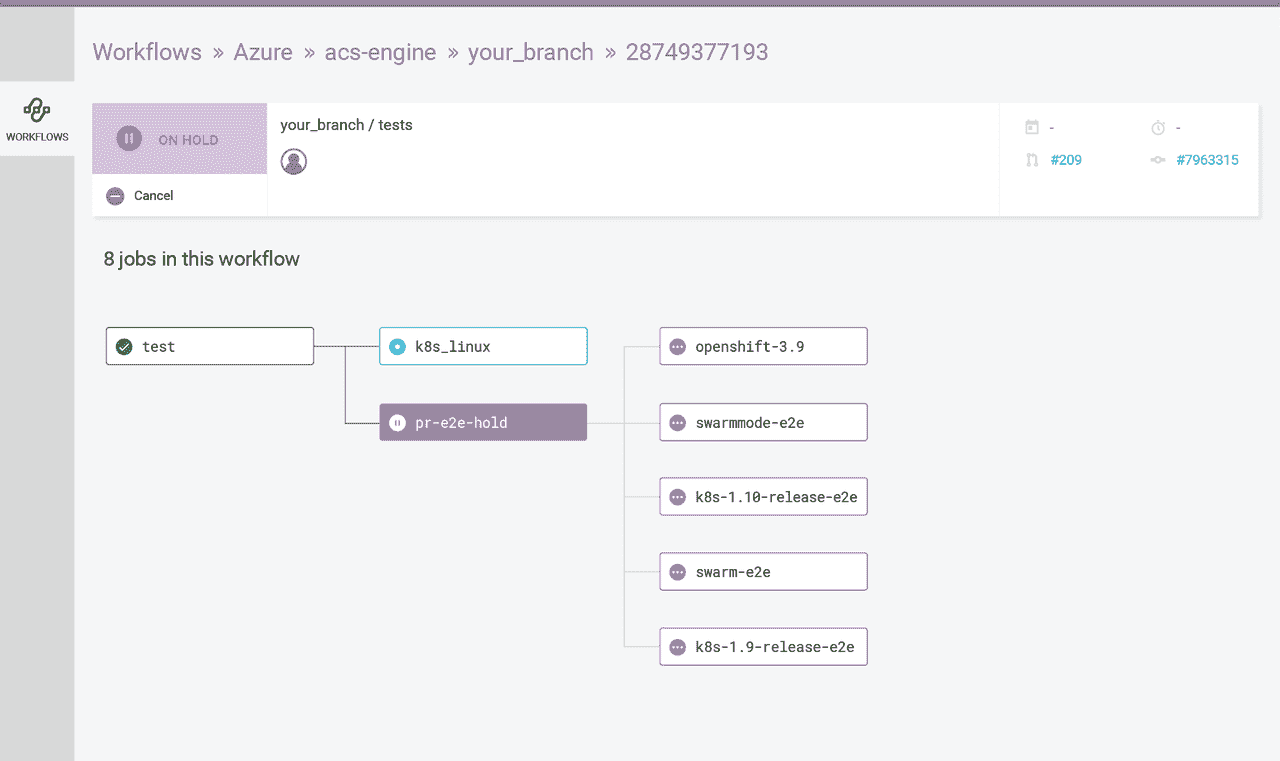 Workflows » Azure » acs-engine » your_branch » 28749377193
WORKFLOWS
ON HOLD
Cancel
your_branch / tests
- -
#209 #7963315
8 jobs in this workflow
test
k8s_linux
pr-e2e-hold
openshift-3.9
swarmmode-e2e
k8s-1.10-release-e2e
swarm-e2e
k8s-1.9-release-e2e